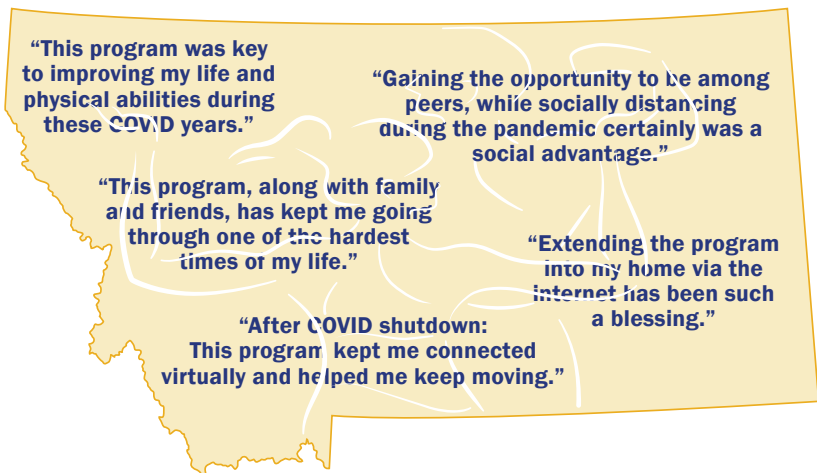 “This program was key
to improving my life and
physical abilities during
these COVID years.”
“Gaining the opportunity to be among
peers, while socially distancing
during the pandemic certainly was a
social advantage.”
“This program, along with family
and friends, has kept me going
through one of the hardest
times of my life.”
“Extending the program
into my home via the
internet has been such
a blessing.”
“After COVID shutdown:
This program kept me connected
virtually and helped me keep moving.”